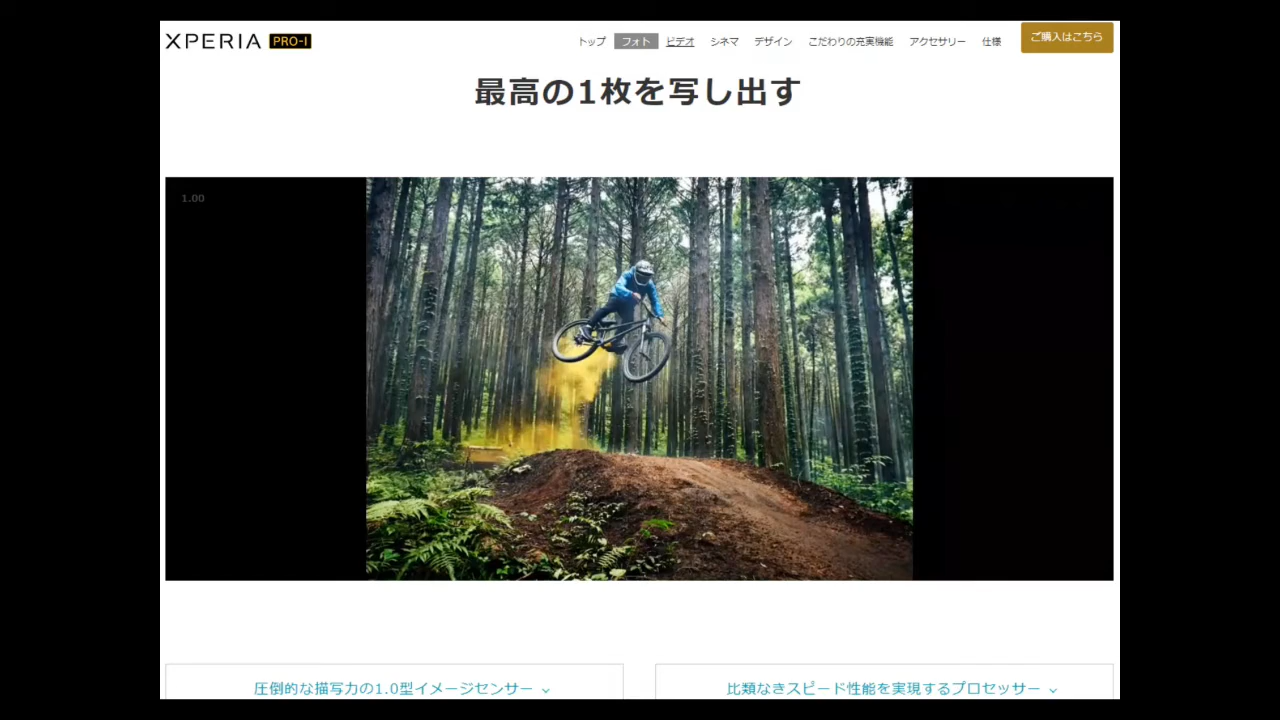 XPERIA PRO-I
トップ フォト ビデオ シネマ デザイン こだわりの充実機能 アクセサリー 仕様 ご購入はこちら
最高の1枚を写し出す
1.00
圧倒的な描写力の1.0型イメージセンサー
比類なきスピード性能を実現するプロセッサー